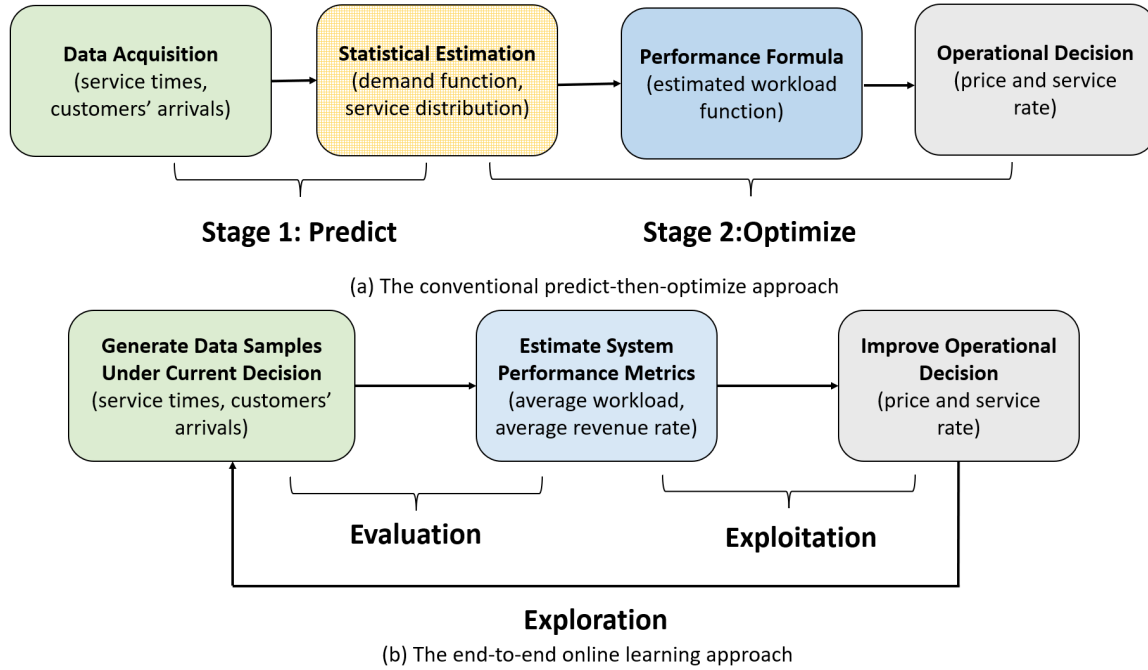 Data Acquisition
(service times,
customers' arrivals)
Statistical Estimation
(demand function,
service distribution)
Performance Formula
(estimated workload
function)
Operational Decision
(price and service
rate)
Stage 1: Predict
Stage 2:Optimize
(a) The conventional predict-then-optimize approach
Generate Data Samples
Under Current Decision
(service times, customers'
arrivals)
Estimate System
Performance Metrics
(average workload,
average revenue rate)
Improve Operational
Decision
(price and service
rate)
Evaluation
Exploitation
Exploration
(b) The end-to-end online learning approach